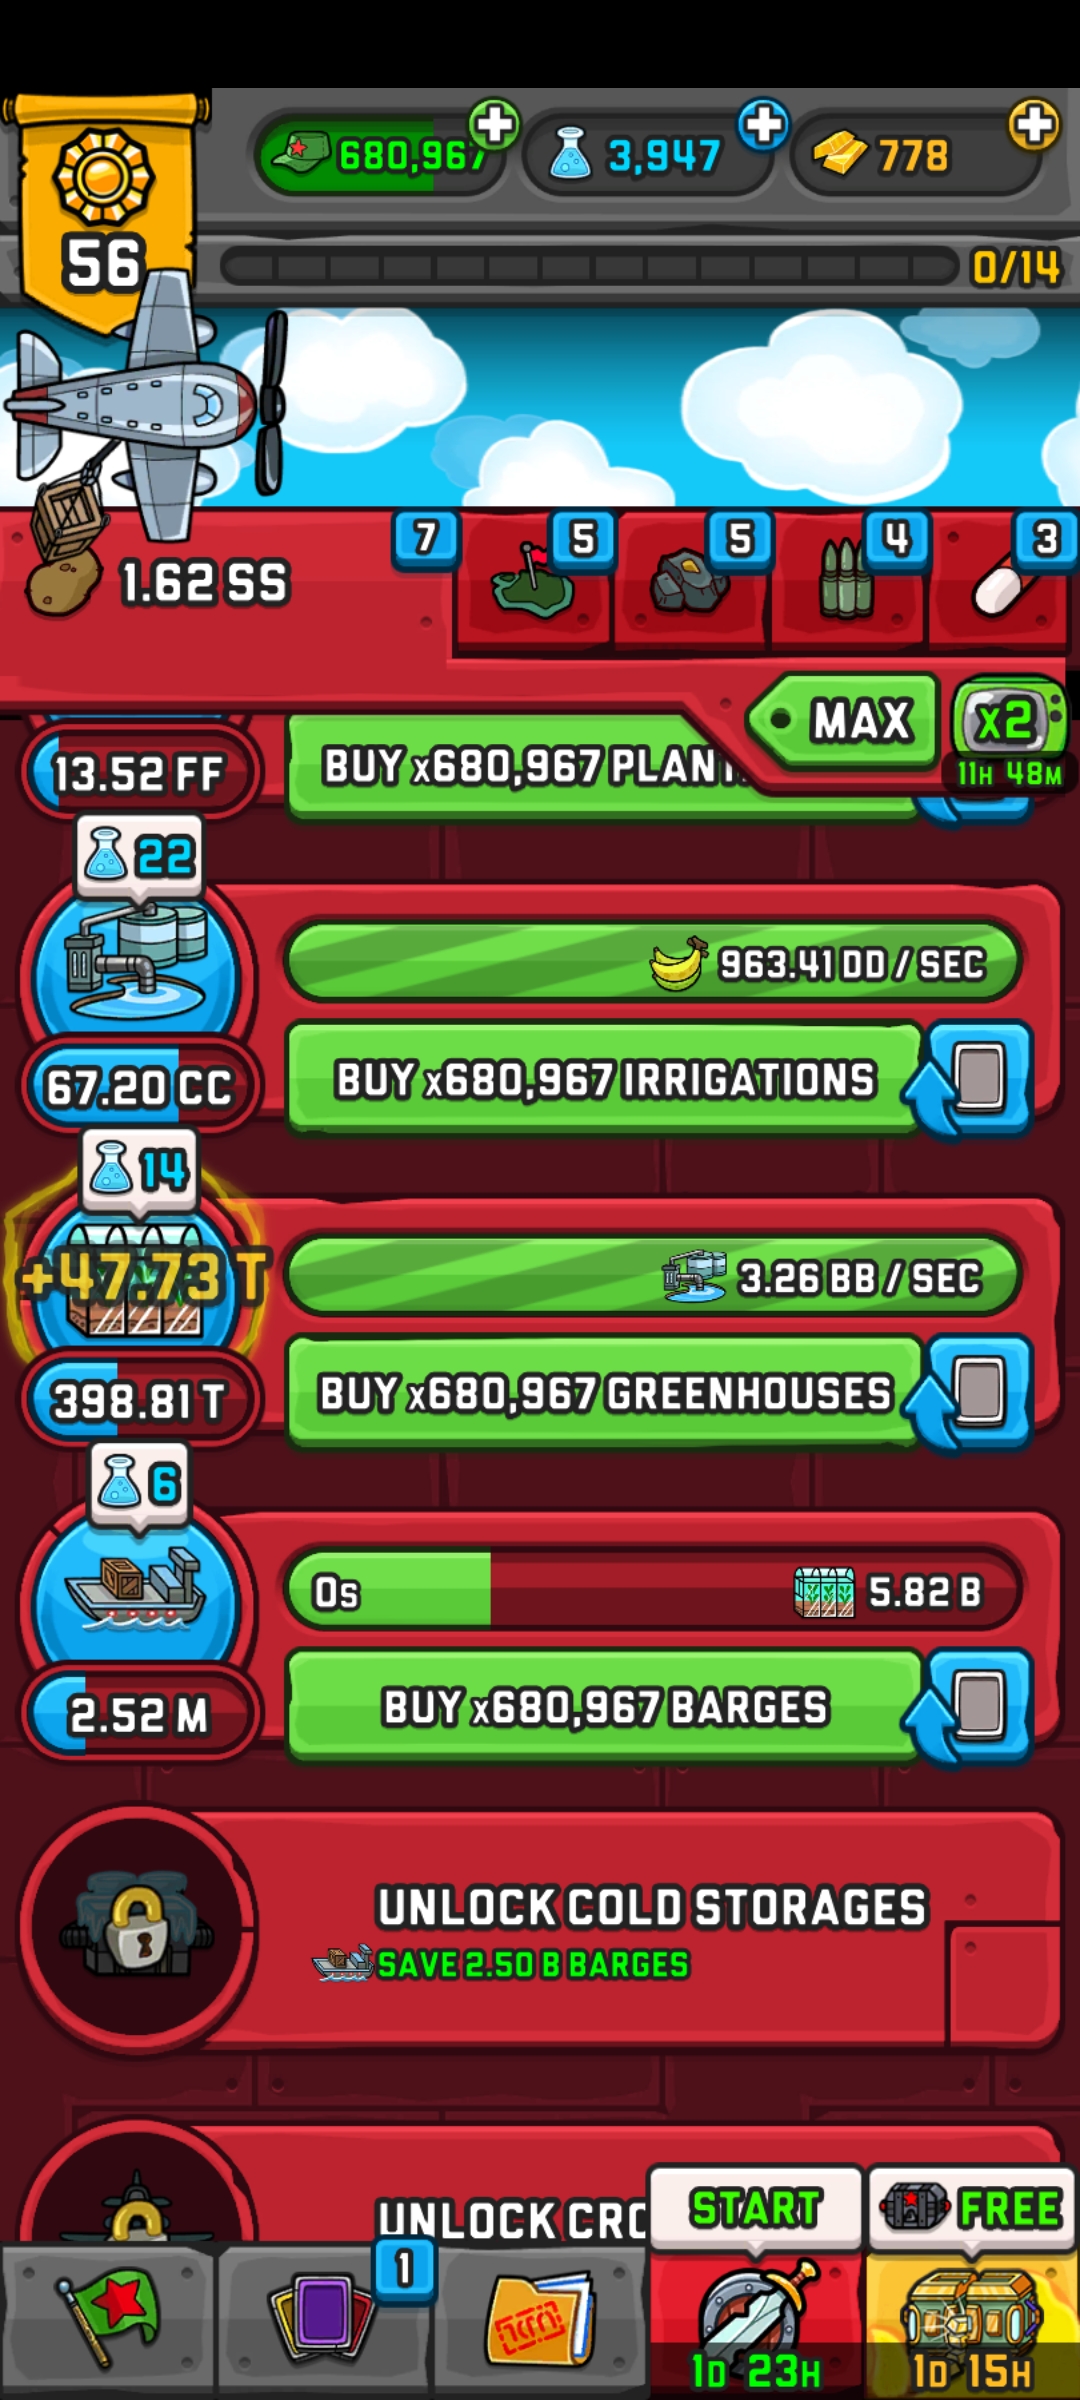 680,967
3,947
778
56
0/14
7
5
5
4
3
1.62 SS
MAX
x2
11H 48M
13.52 FF
BUY x680,967 PLANT
22
963.41 DD / SEC
67.20 CC
BUY x680,967 IRRIGATIONS
14
+47.73 T
3.26 BB / SEC
398.81 T
BUY x680,967 GREENHOUSES
6
0s
5.82 B
2.52 M
BUY x680,967 BARGES
UNLOCK COLD STORAGES
SAVE 2.50 B BARGES
UNLOCK CRO
START
FREE
1
1D 23H
1D 15H